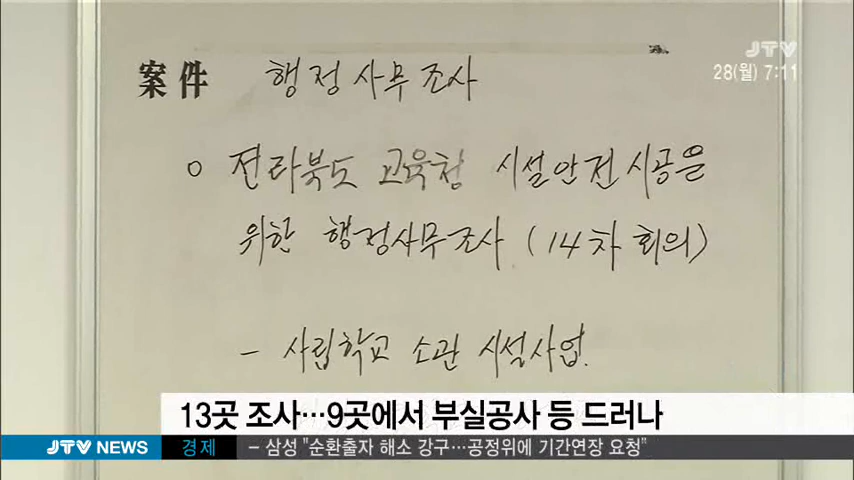 JTV
28(월) 7:11
案件 행정사무조사
○ 전라북도 교육청 시설안전시공을
위한 행정사무조사 (14차 회의)
- 사립학교 소관 시설사업.
13곳 조사…9곳에서 부실공사 등 드러나
JTV NEWS 경제 - 삼성 "순환출자 해소 강구…공정위에 기간연장 요청"